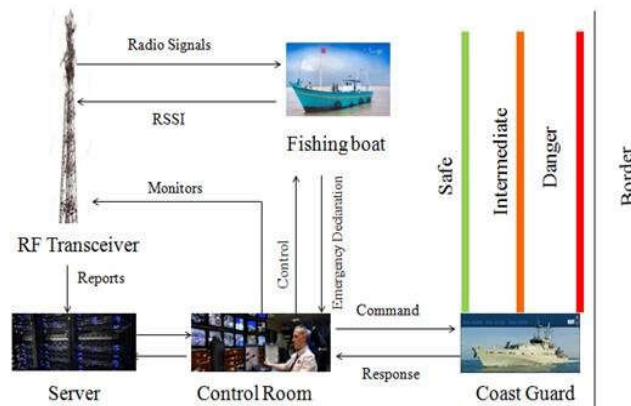 Radio Signals
RSSI
Fishing boat
Monitors
RF Transceiver
Reports
Control
Emergency Declaration
Command
Response
Server
Control Room
Coast Guard
Safe
Intermediate
Danger
Border